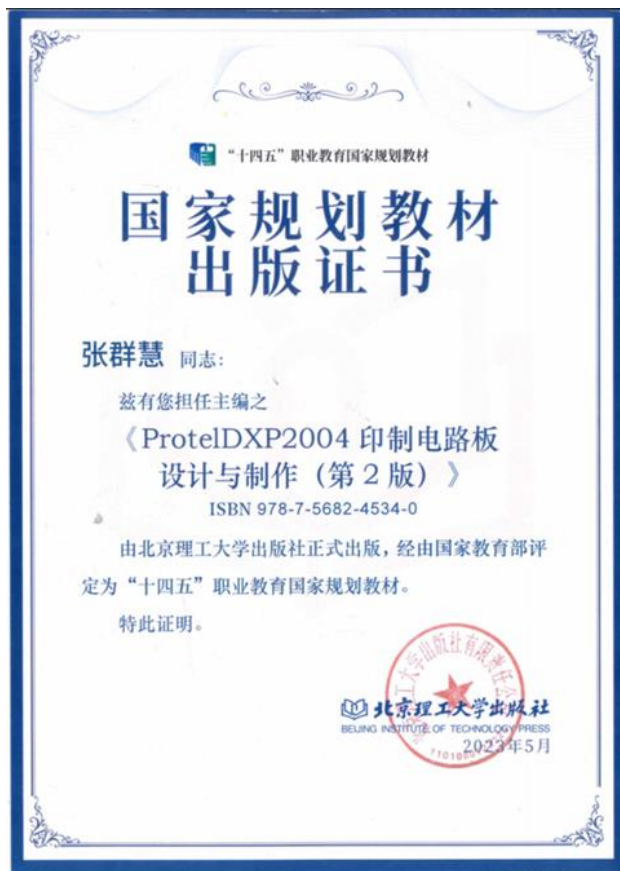 “十四五”职业教育国家规划教材
国家规划教材
出版证书
张群慧 同志：
兹有您担任主编之
《ProtelDXP2004 印制电路板
设计与制作（第 2 版）》
ISBN 978-7-5682-4534-0
由北京理工大学出版社正式出版，经由国家教育部评
定为“十四五”职业教育国家规划教材。
特此证明。
北京理工大学出版社
BEIJING INSTITUTE OF TECHNOLOGY PRESS
2023年5月